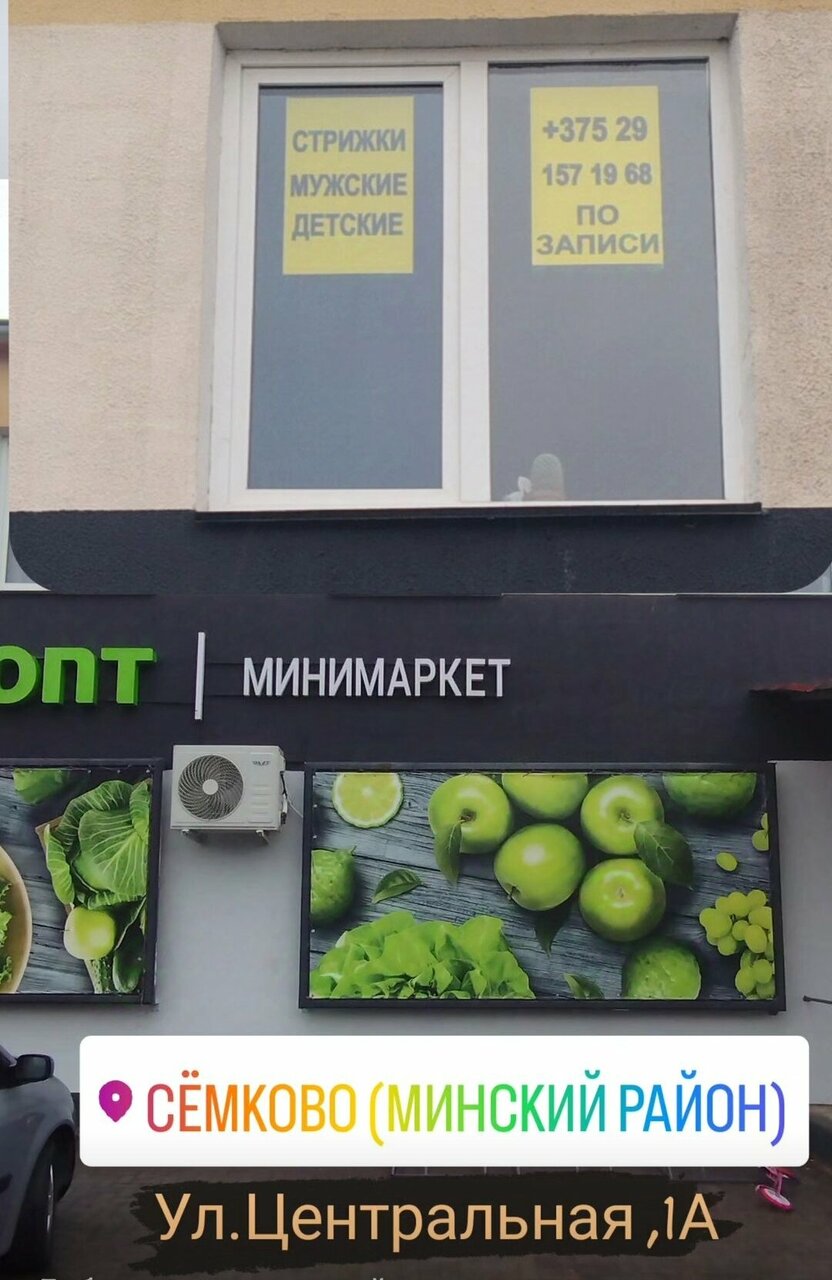 СТРИЖКИ
МУЖСКИЕ
ДЕТСКИЕ
+375 29
157 19 68
ПО
ЗАПИСИ
ОПТ | МИНИМАРКЕТ
СЁМКОВО (МИНСКИЙ РАЙОН)
Ул.Центральная ,1А